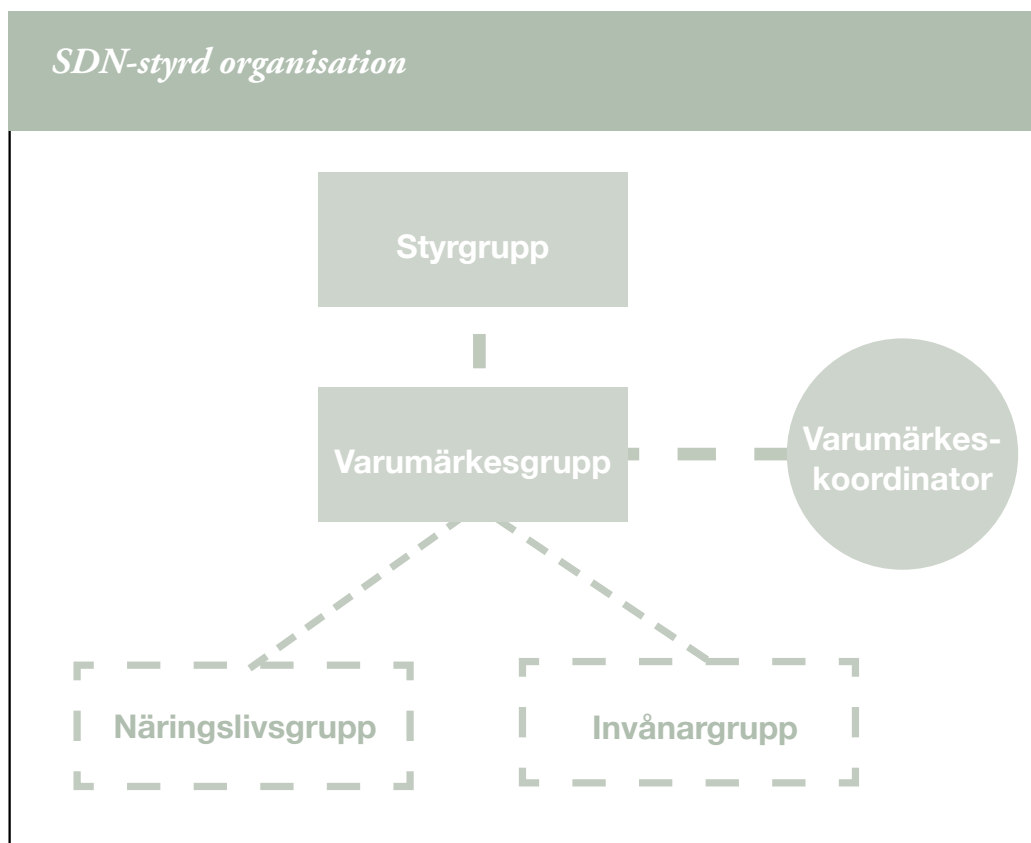 SDN-styrd organisation
Styrgrupp
Varumärkesgrupp
Varumärkes-
koordinator
Näringslivsgrupp
Invånargrupp